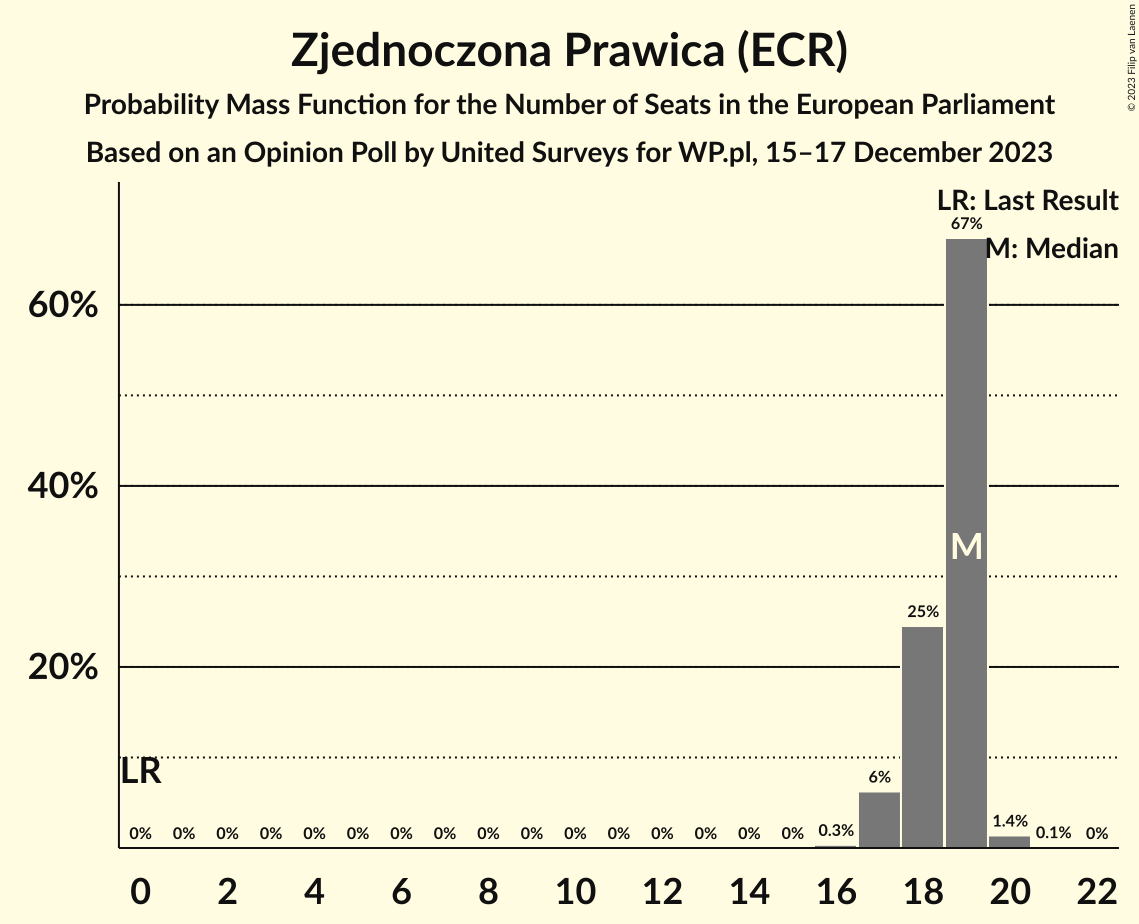 © 2023 Filip van Laenen
Zjednoczona Prawica (ECR)
Probability Mass Function for the Number of Seats in the European Parliament
Based on an Opinion Poll by United Surveys for WP.pl, 15–17 December 2023
LR: Last Result
67%
M: Median
60%
40%
M
25%
20%
LR
6%
0% 0% 0% 0% 0% 0% 0% 0% 0% 0% 0% 0% 0% 0% 0% 0% 0.3% 1.4% 0.1% 0%
0 2 4 6 8 10 12 14 16 18 20 22